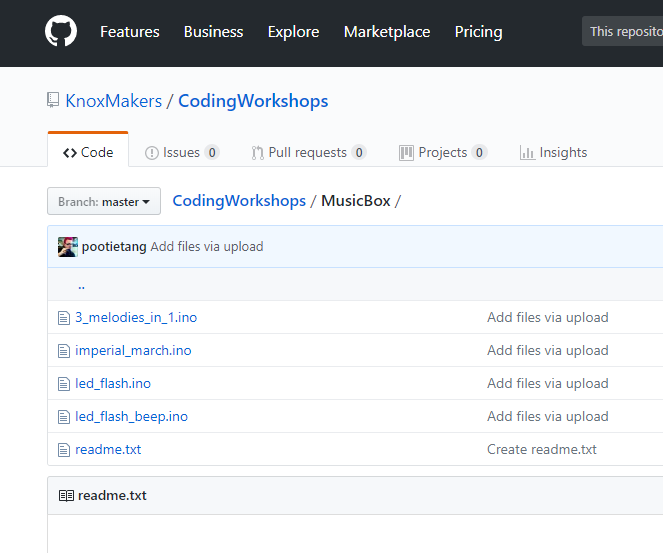 Features Business Explore Marketplace Pricing This reposito
KnoxMakers / CodingWorkshops
Code Issues 0 Pull requests 0 Projects 0 Insights
Branch: master CodingWorkshops / MusicBox /
pootietang Add files via upload
..
3_melodies_in_1.ino Add files via upload
imperial_march.ino Add files via upload
led_flash.ino Add files via upload
led_flash_beep.ino Add files via upload
readme.txt Create readme.txt
readme.txt